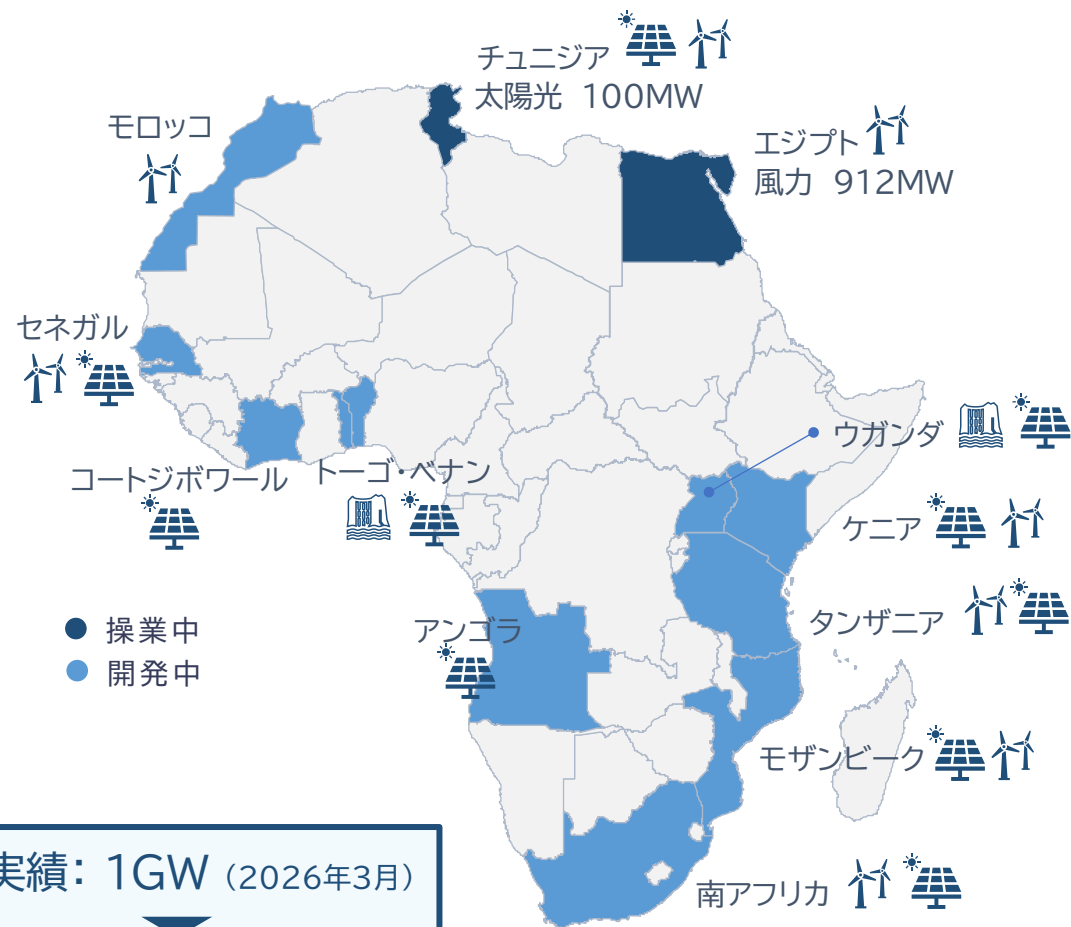 チュニジア
太陽光 100MW
モロッコ
エジプト
風力 912MW
セネガル
コートジボワール
トーゴ・ベナン
ウガンダ
ケニア
タンザニア
アンゴラ
操業中
開発中
モザンビーク
南アフリカ
実績： 1GW （2026年3月）